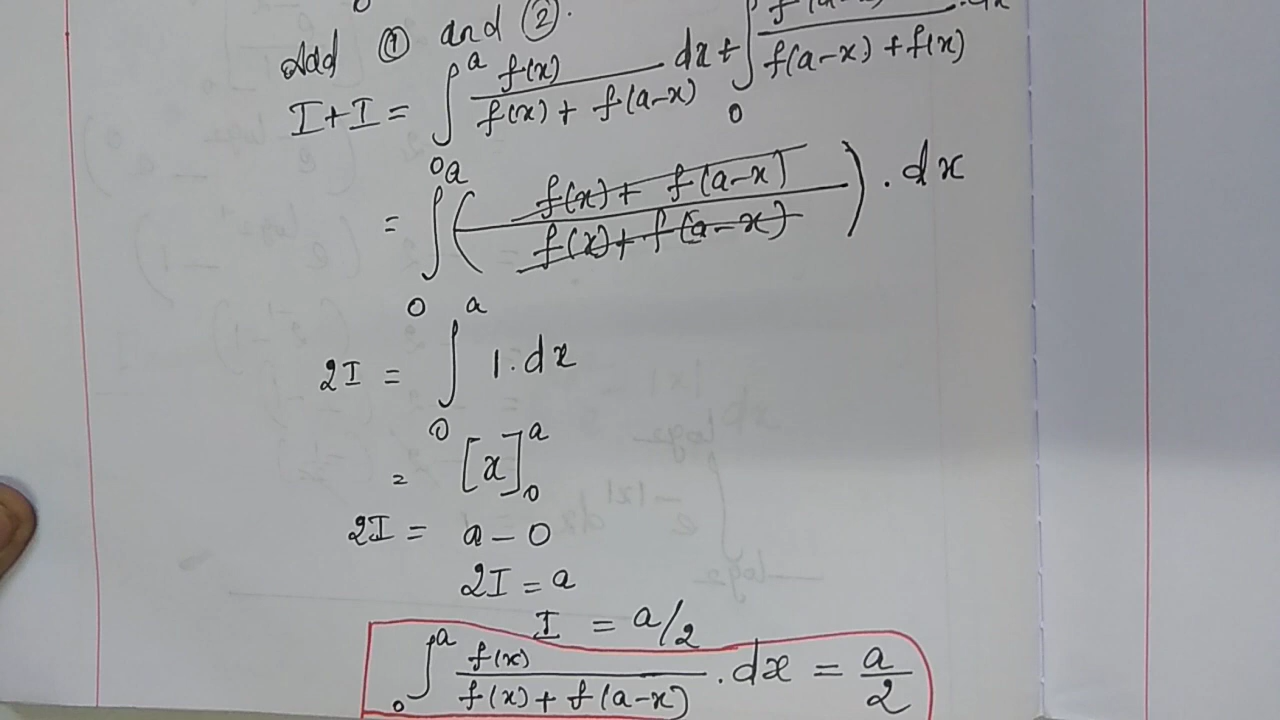 Add ① and ②.
I+I = ∫₀ᵃ f(x) / f(x) + f(a-x) dx + ∫₀ f(a-x) / f(a-x) + f(x) .dx
= ∫₀ᵃ ( f(x) + f(a-x) / f(x) + f(a-x) ) . dx
2I = ∫₀ᵃ 1.dx
= [x]₀ᵃ
2I = a - 0
2I = a
I = a/2
∫₀ᵃ f(x) / f(x) + f(a-x) . dx = a/2